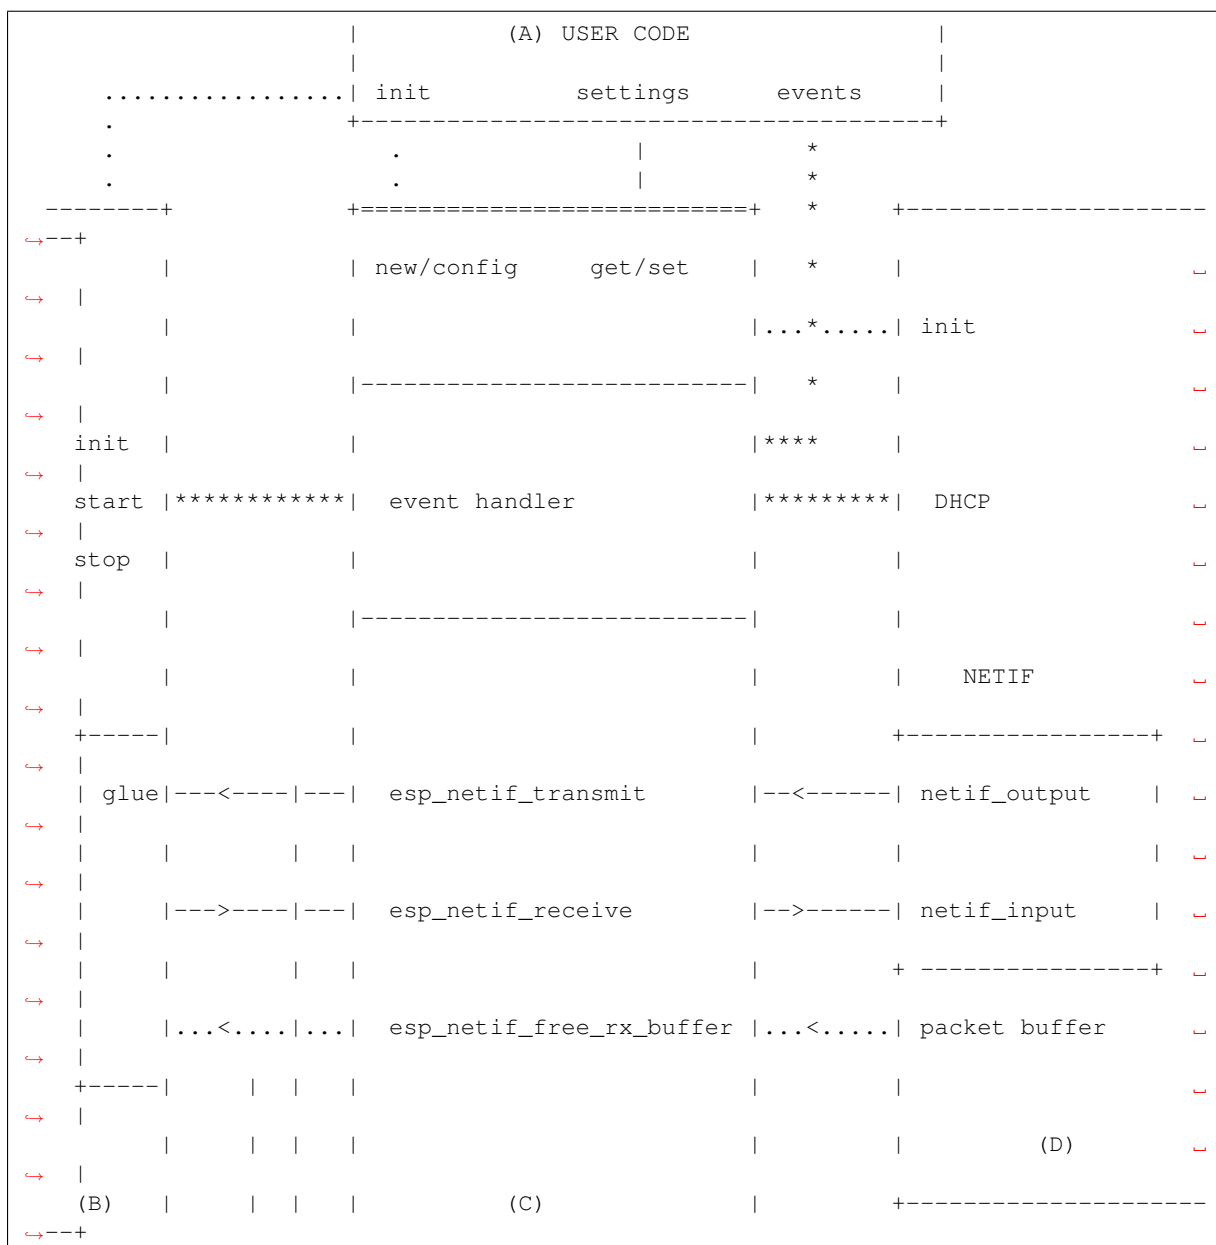 |          (A) USER CODE                 |
                       |                                        |
      .................| init          settings      events     |
      .                +----------------------------------------+
      .                   .                |           *
      .                   .                |           *
  --------+            +===========================+   *     +---------------------
↪--+
          |            | new/config     get/set    |   *     |                    ␣
↪  |
          |            |                           |...*.....| init               ␣
↪  |
          |            |---------------------------|   *     |                    ␣
↪  |
    init  |            |                           |****     |                    ␣
↪  |
    start |************|  event handler            |*********|  DHCP              ␣
↪  |
    stop  |            |                           |         |                    ␣
↪  |
          |            |---------------------------|         |                    ␣
↪  |
          |            |                           |         |    NETIF           ␣
↪  |
    +-----|            |                           |         +-----------------+  ␣
↪  |
    | glue|---<----|---|  esp_netif_transmit       |--<------| netif_output    |  ␣
↪  |
    |     |        |   |                           |         |                 |  ␣
↪  |
    |     |--->----|---|  esp_netif_receive        |-->------| netif_input     |  ␣
↪  |
    |     |        |   |                           |         + ----------------+  ␣
↪  |
    |     |...<....|...|  esp_netif_free_rx_buffer |...<.....| packet buffer      ␣
↪  |
    +-----|     |  |   |                           |         |                    ␣
↪  |
          |     |  |   |                           |         |         (D)        ␣
↪  |
    (B)   |     |  |   |          (C)              |         +---------------------
↪--+